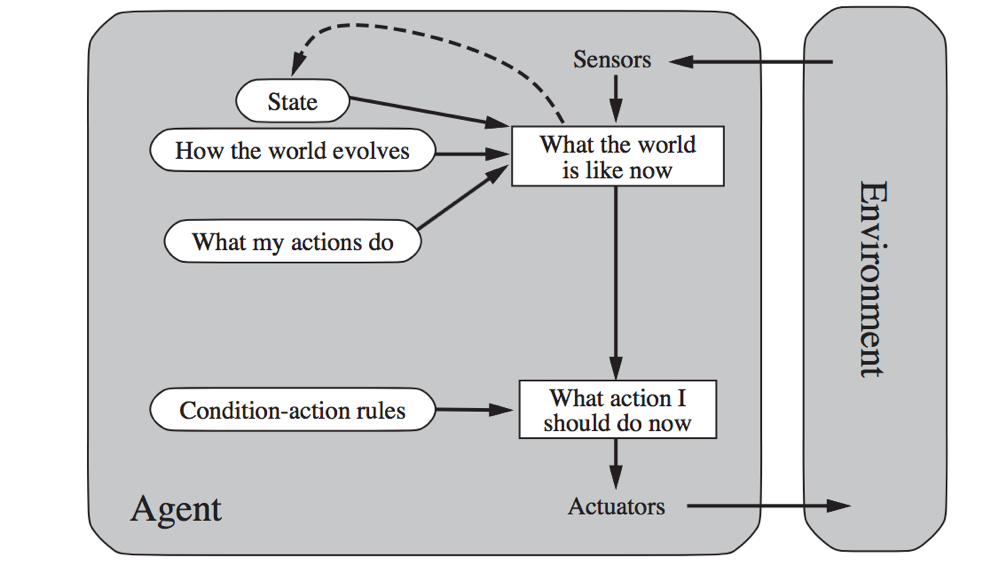 Sensors
State
What the world
is like now
How the world evolves
What my actions do
Environment
Condition-action rules
What action I
should do now
Agent
Actuators